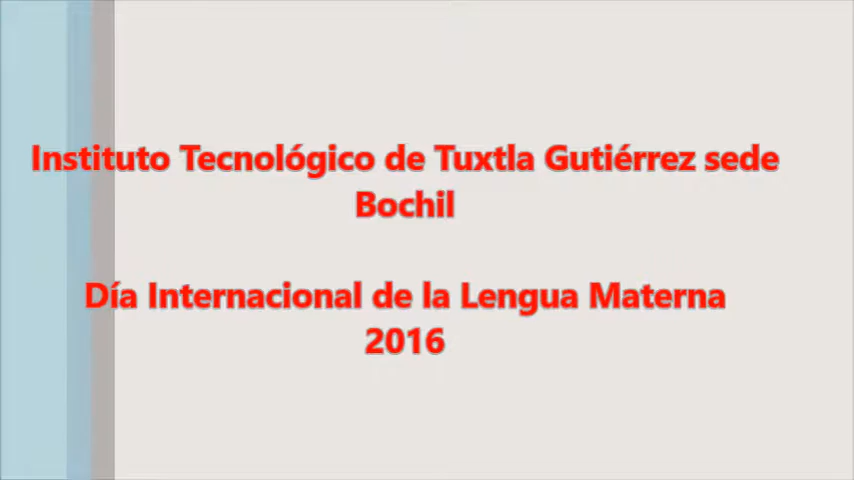 Instituto Tecnológico de Tuxtla Gutiérrez sede
Bochil
Día Internacional de la Lengua Materna
2016